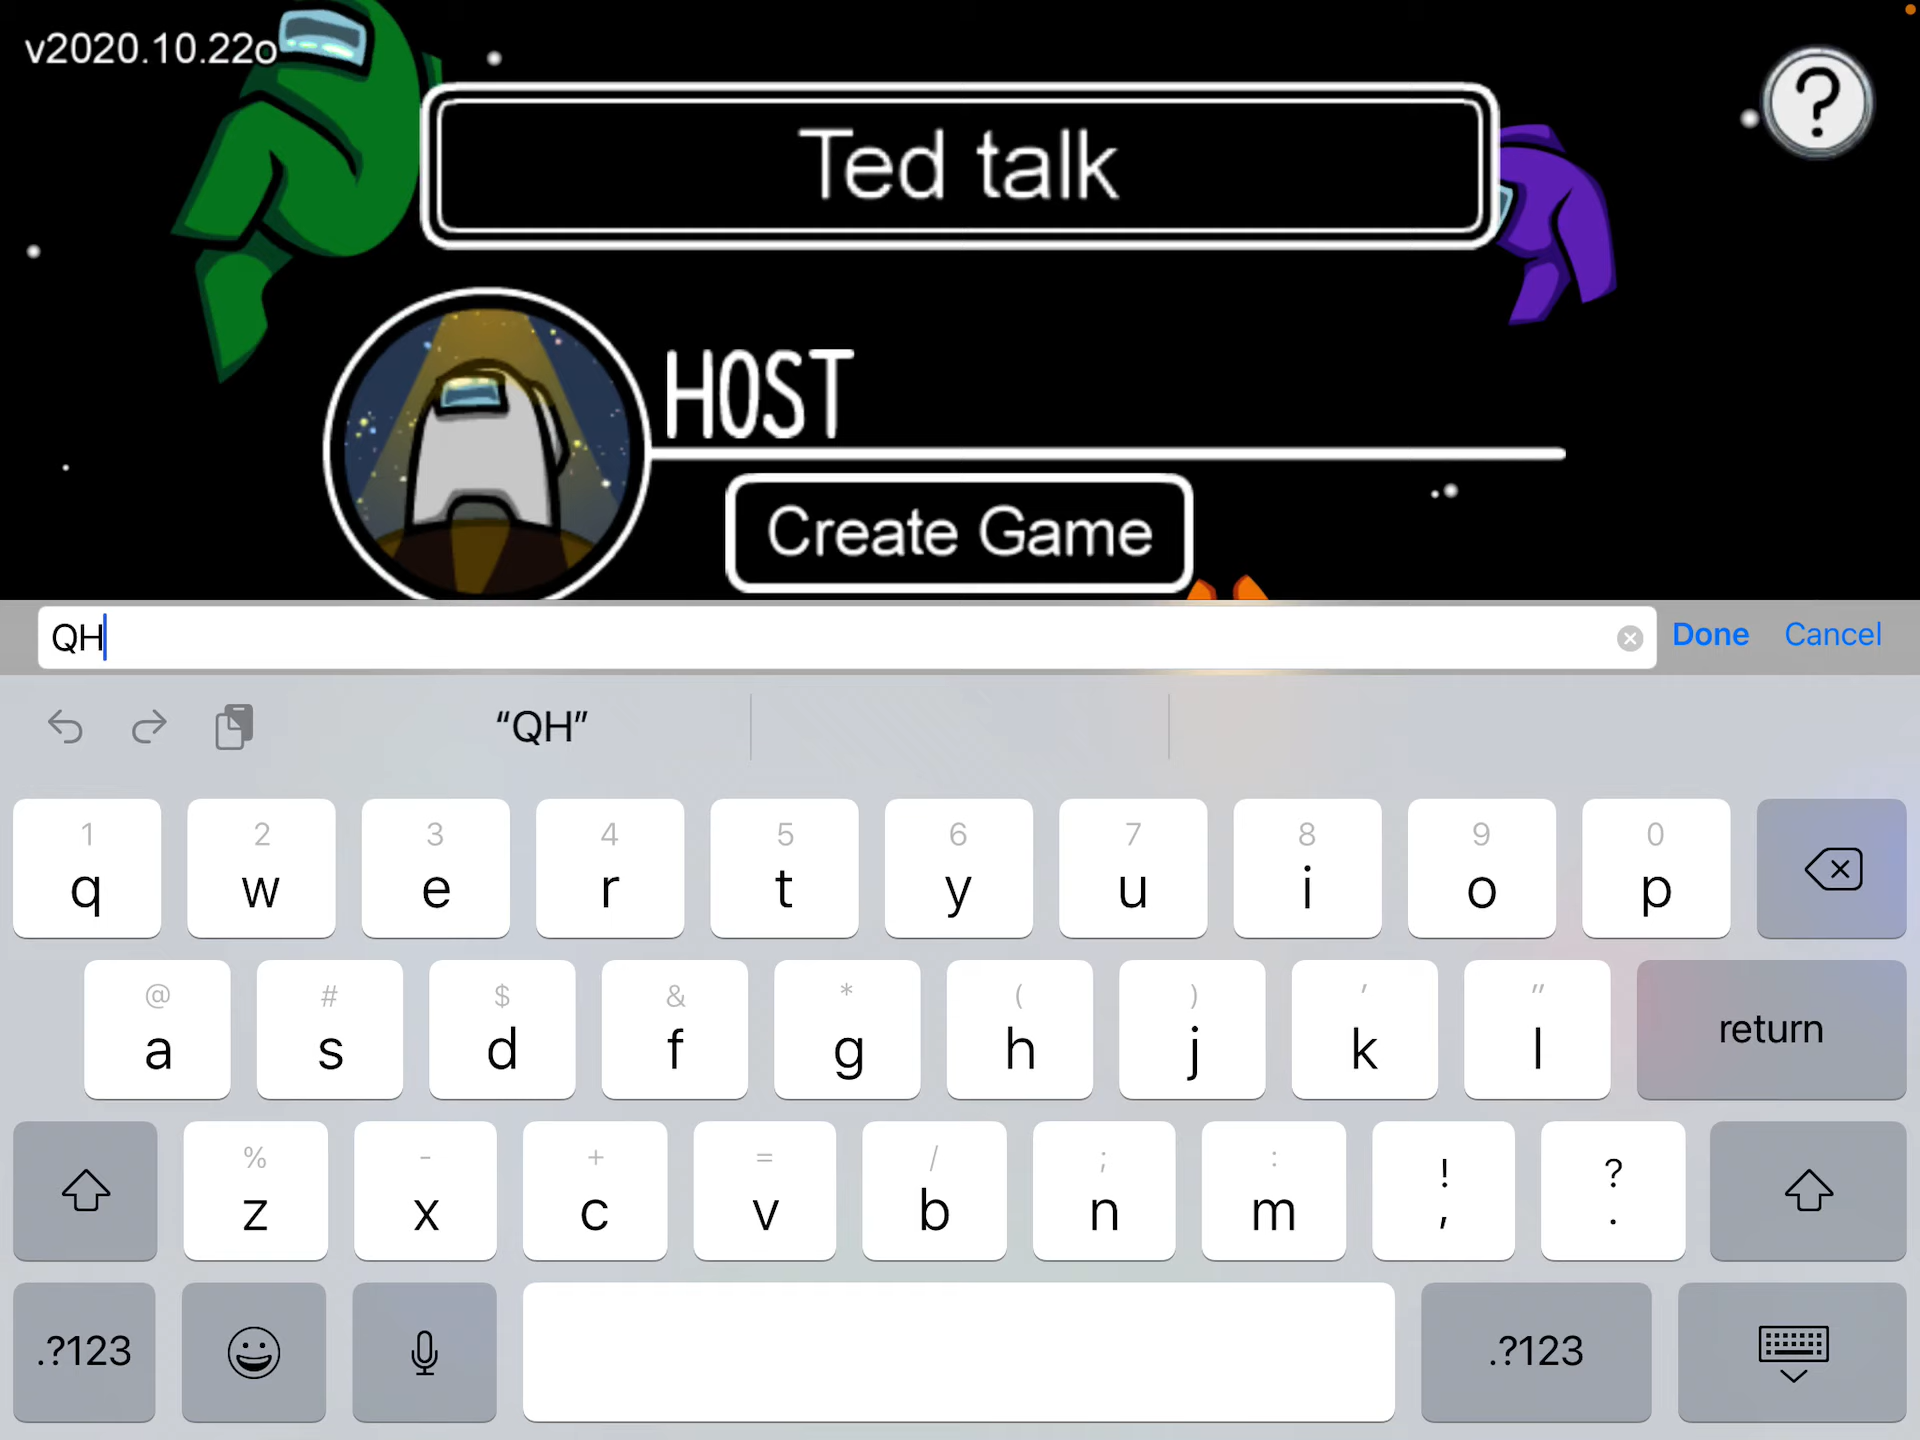 v2020.10.22o
?
Ted talk
HOST
Create Game
QH
Done Cancel
“QH”
1 2 3 4 5 6 7 8 9 0
q w e r t y u i o p
@ # $ & * ( ) ' "
a s d f g h j k l return
% - + = / ; : ! ?
z x c v b n m , .
.?123 .?123